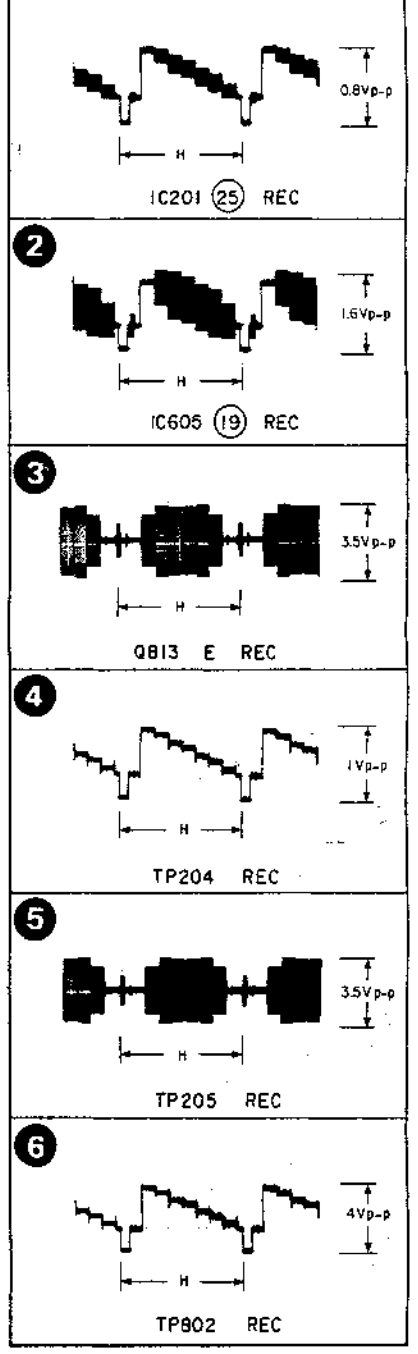 0.8Vp-p
H
IC201 25 REC
2
1.6Vp-p
H
IC605 19 REC
3
3.5Vp-p
H
Q813 E REC
4
1Vp-p
H
TP204 REC
5
3.5Vp-p
H
TP205 REC
6
4Vp-p
H
TP802 REC